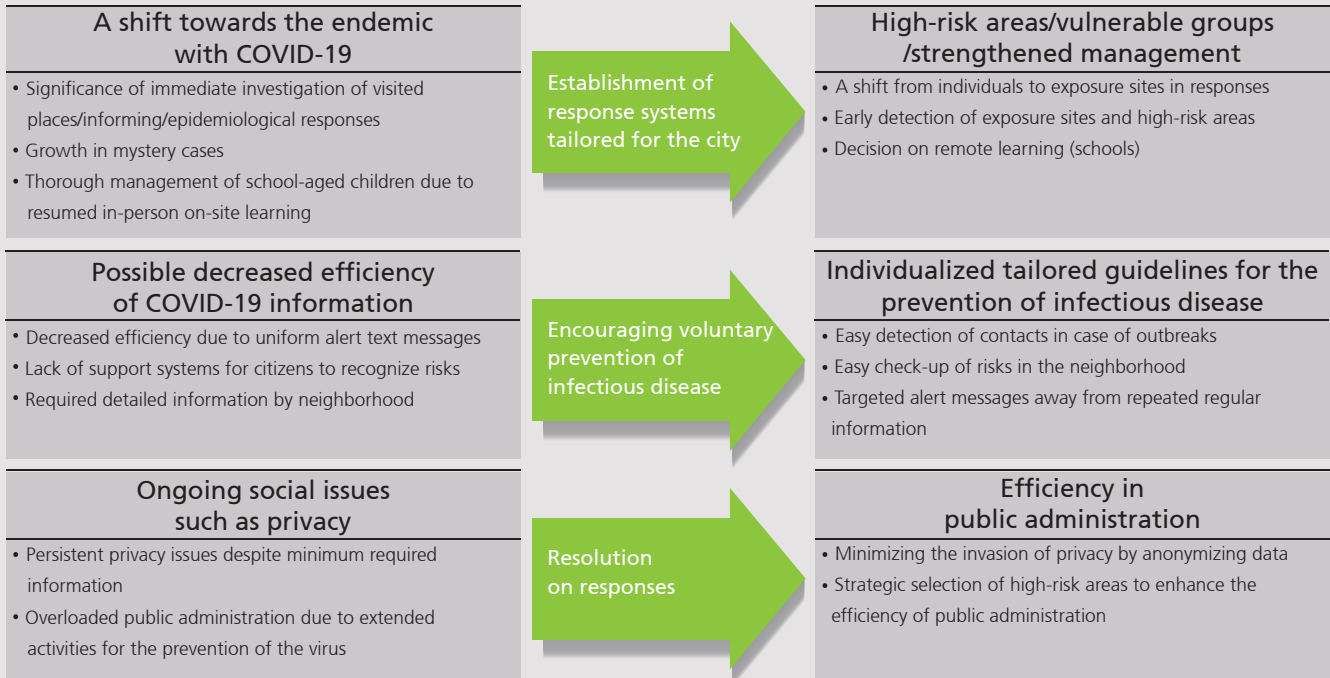 A shift towards the endemic
with COVID-19
• Significance of immediate investigation of visited
places/informing/epidemiological responses
• Growth in mystery cases
• Thorough management of school-aged children due to
resumed in-person on-site learning
Establishment of
response systems
tailored for the city
High-risk areas/vulnerable groups
/strengthened management
• A shift from individuals to exposure sites in responses
• Early detection of exposure sites and high-risk areas
• Decision on remote learning (schools)
Possible decreased efficiency
of COVID-19 information
• Decreased efficiency due to uniform alert text messages
• Lack of support systems for citizens to recognize risks
• Required detailed information by neighborhood
Encouraging voluntary
prevention of
infectious disease
Individualized tailored guidelines for the
prevention of infectious disease
• Easy detection of contacts in case of outbreaks
• Easy check-up of risks in the neighborhood
• Targeted alert messages away from repeated regular
information
Ongoing social issues
such as privacy
• Persistent privacy issues despite minimum required
information
• Overloaded public administration due to extended
activities for the prevention of the virus
Resolution
on responses
Efficiency in
public administration
• Minimizing the invasion of privacy by anonymizing data
• Strategic selection of high-risk areas to enhance the
efficiency of public administration